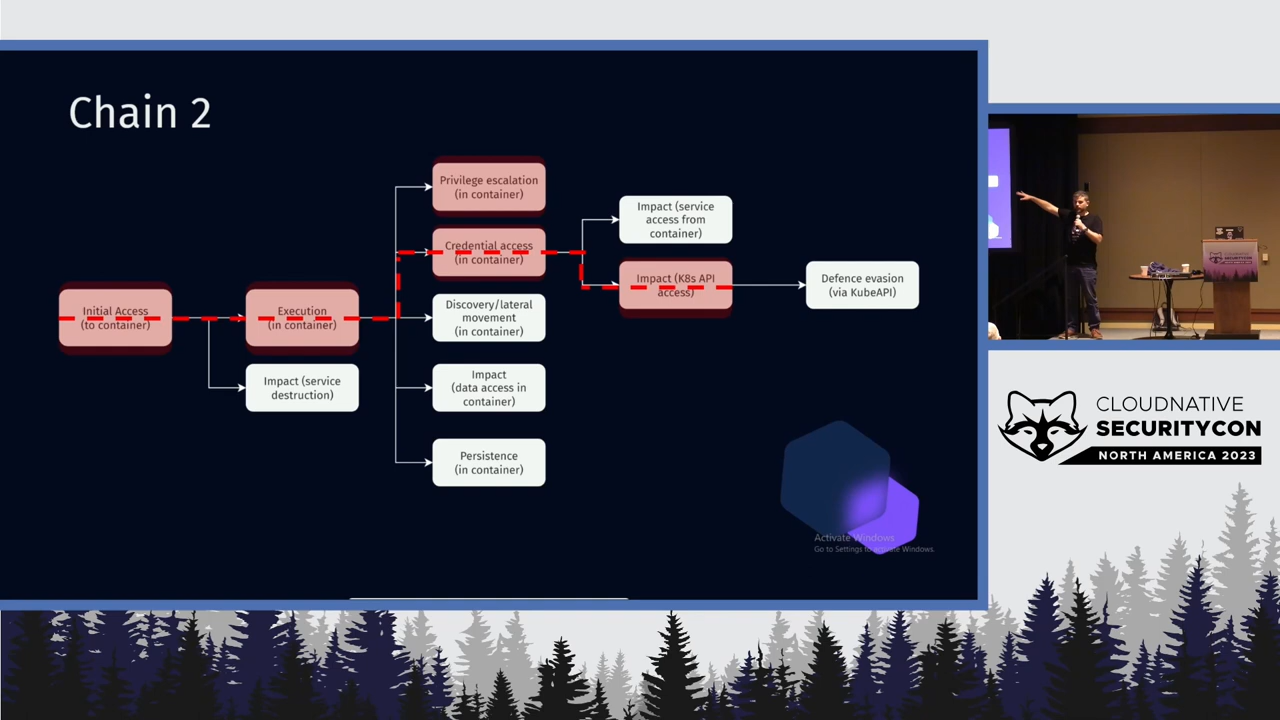 Chain 2
Privilege escalation
(in container)
Credential access
(in container)
Initial Access
(to container)
Execution
(in container)
Impact (service
destruction)
Discovery/lateral
movement
(in container)
Impact
(data access in
container)
Persistence
(in container)
Impact (service
access from
container)
Impact (K8s API
access)
Defence evasion
(via KubeAPI)
Activate Windows
Go to Settings to activate Windows.
CLOUDNATIVE
SECURITYCON
NORTH AMERICA 2023